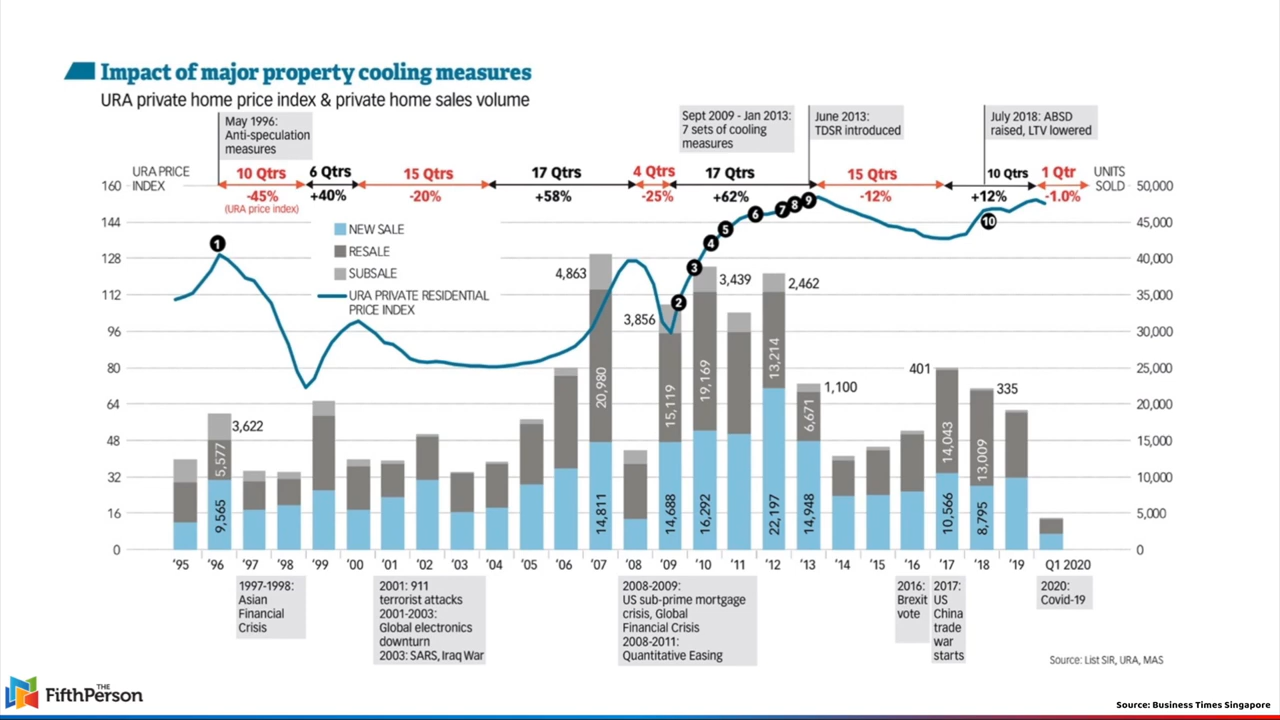 Impact of major property cooling measures
URA private home price index & private home sales volume
May 1996:
Anti-speculation
measures
Sept 2009 - Jan 2013:
7 sets of cooling
measures
June 2013:
TDSR introduced
July 2018: ABSD
raised, LTV lowered
URA PRICE
INDEX
10 Qtrs
6 Qtrs
15 Qtrs
17 Qtrs
4 Qtrs
17 Qtrs
15 Qtrs
10 Qtrs
1 Qtr
UNITS
SOLD
-45%
(URA price index)
+40%
-20%
+58%
-25%
+62%
-12%
+12%
-1.0%
160
144
128
112
96
80
64
48
32
16
0
50,000
45,000
40,000
35,000
30,000
25,000
20,000
15,000
10,000
5,000
0
NEW SALE
RESALE
SUBSALE
URA PRIVATE RESIDENTIAL
PRICE INDEX
1
2
3
4
5
6
7
8
9
10
3,622
5,577
9,565
4,863
20,980
14,811
3,856
15,119
14,688
3,439
19,169
16,292
2,462
13,214
22,197
1,100
6,671
14,948
401
14,043
10,566
335
13,009
8,795
'95 '96 '97 '98 '99 '00 '01 '02 '03 '04 '05 '06 '07 '08 '09 '10 '11 '12 '13 '14 '15 '16 '17 '18 '19 Q1 2020
1997-1998:
Asian
Financial
Crisis
2001: 911
terrorist attacks
2001-2003:
Global electronics
downturn
2003: SARS, Iraq War
2008-2009:
US sub-prime mortgage
crisis, Global
Financial Crisis
2008-2011:
Quantitative Easing
2016:
Brexit
vote
2017:
US
China
trade
war
starts
2020:
Covid-19
Source: List SIR, URA, MAS
THE
FifthPerson
Source: Business Times Singapore